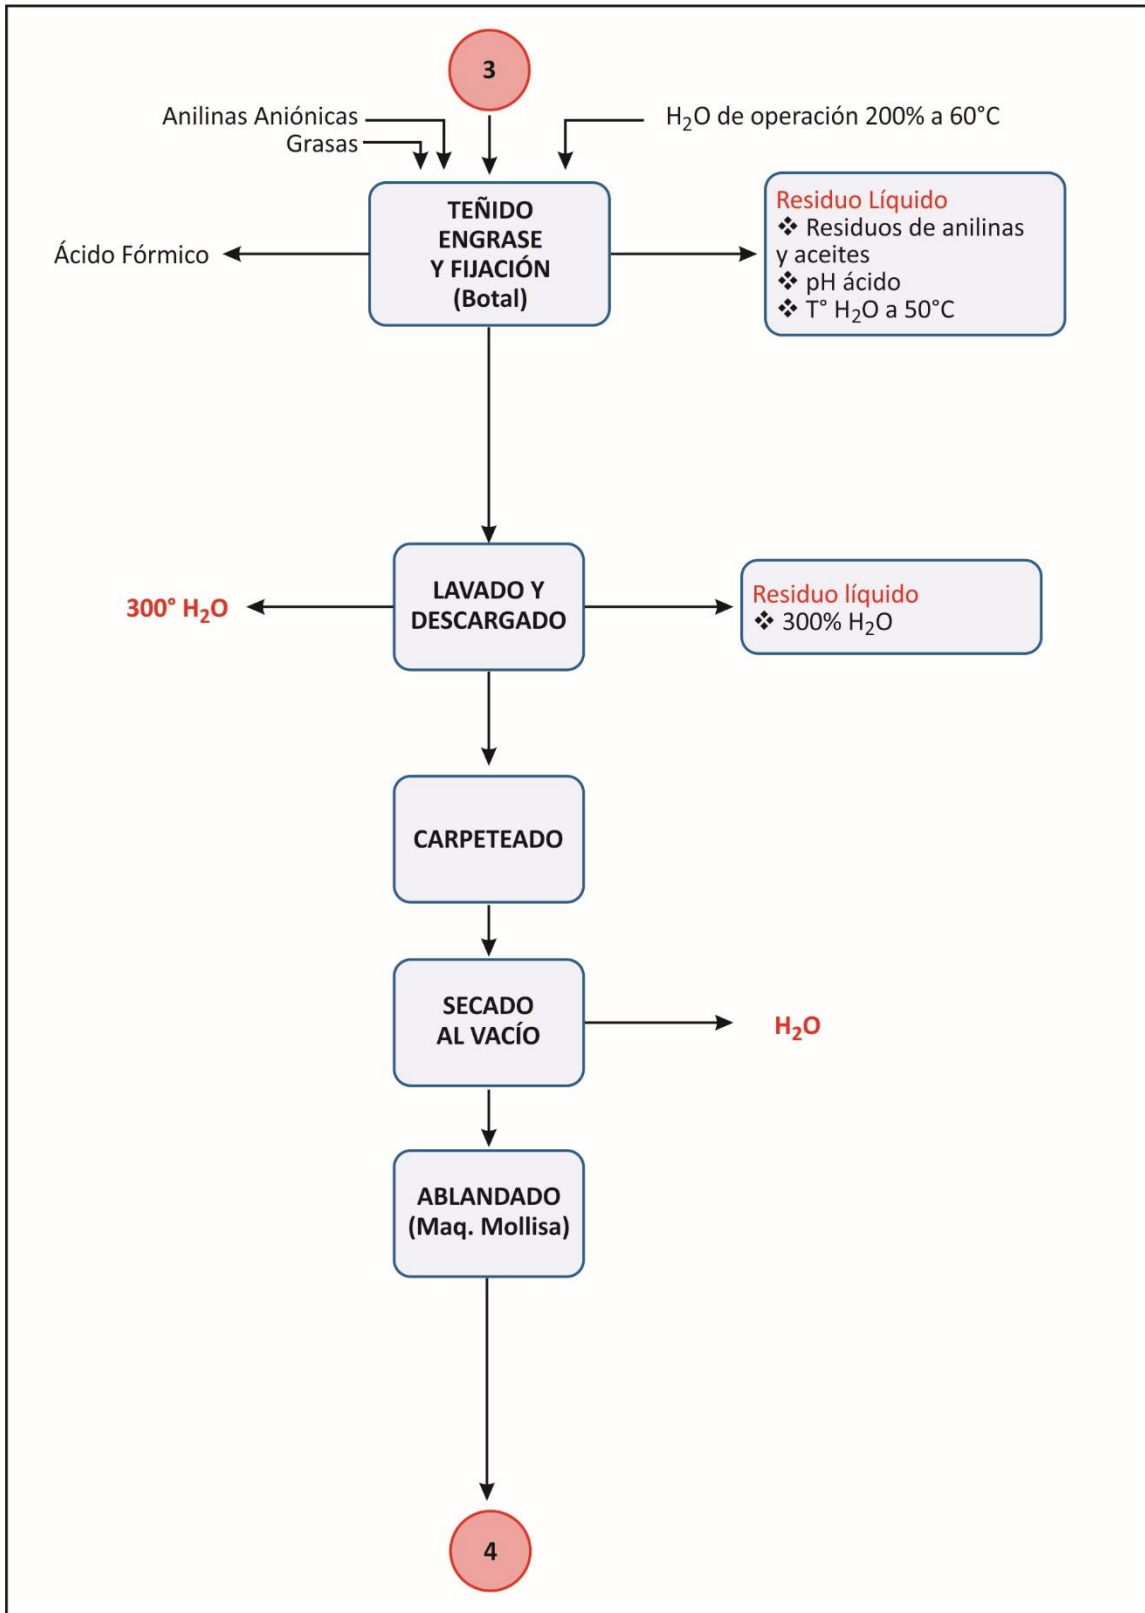 3
Anilinas Aniónicas
Grasas
H₂O de operación 200% a 60°C
TEÑIDO
ENGRASE
Y FIJACIÓN
(Botal)
Ácido Fórmico
Residuo Líquido
❖ Residuos de anilinas
y aceites
❖ pH ácido
❖ T° H₂O a 50°C
LAVADO Y
DESCARGADO
300° H₂O
Residuo líquido
❖ 300% H₂O
CARPETEADO
SECADO
AL VACÍO
H₂O
ABLANDADO
(Maq. Mollisa)
4